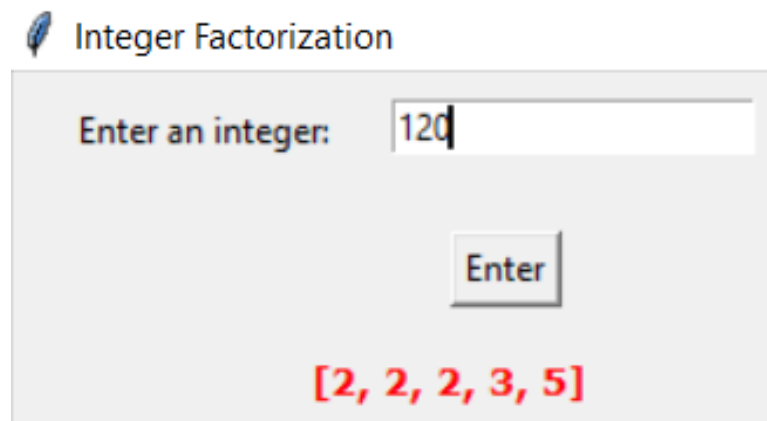 Integer Factorization
Enter an integer: 120
Enter
[2, 2, 2, 3, 5]